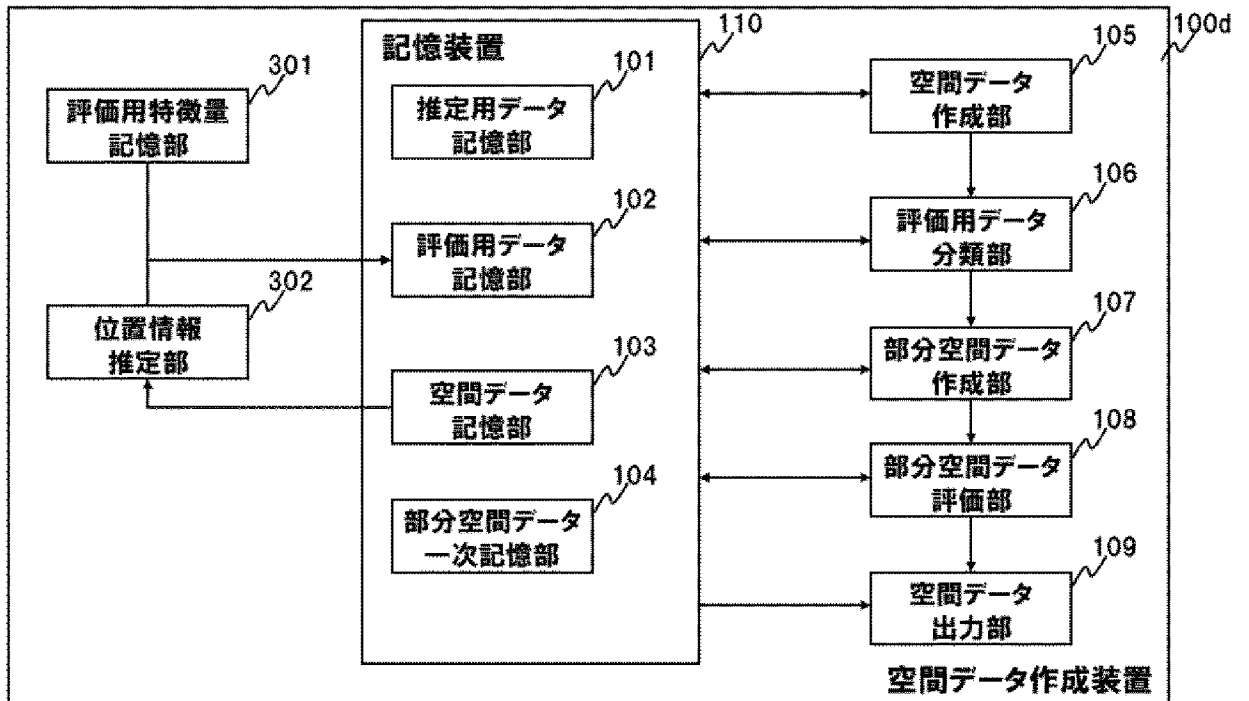 記憶装置
110
100d
301
評価用特徴量
記憶部
101
推定用データ
記憶部
105
空間データ
作成部
102
評価用データ
記憶部
106
評価用データ
分類部
302
位置情報
推定部
103
空間データ
記憶部
107
部分空間データ
作成部
104
部分空間データ
一次記憶部
108
部分空間データ
評価部
109
空間データ
出力部
空間データ作成装置